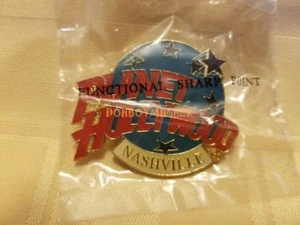 PLANET
FUNCTIONAL SHARP POINT
HOLLYWOOD
NASHVILLE